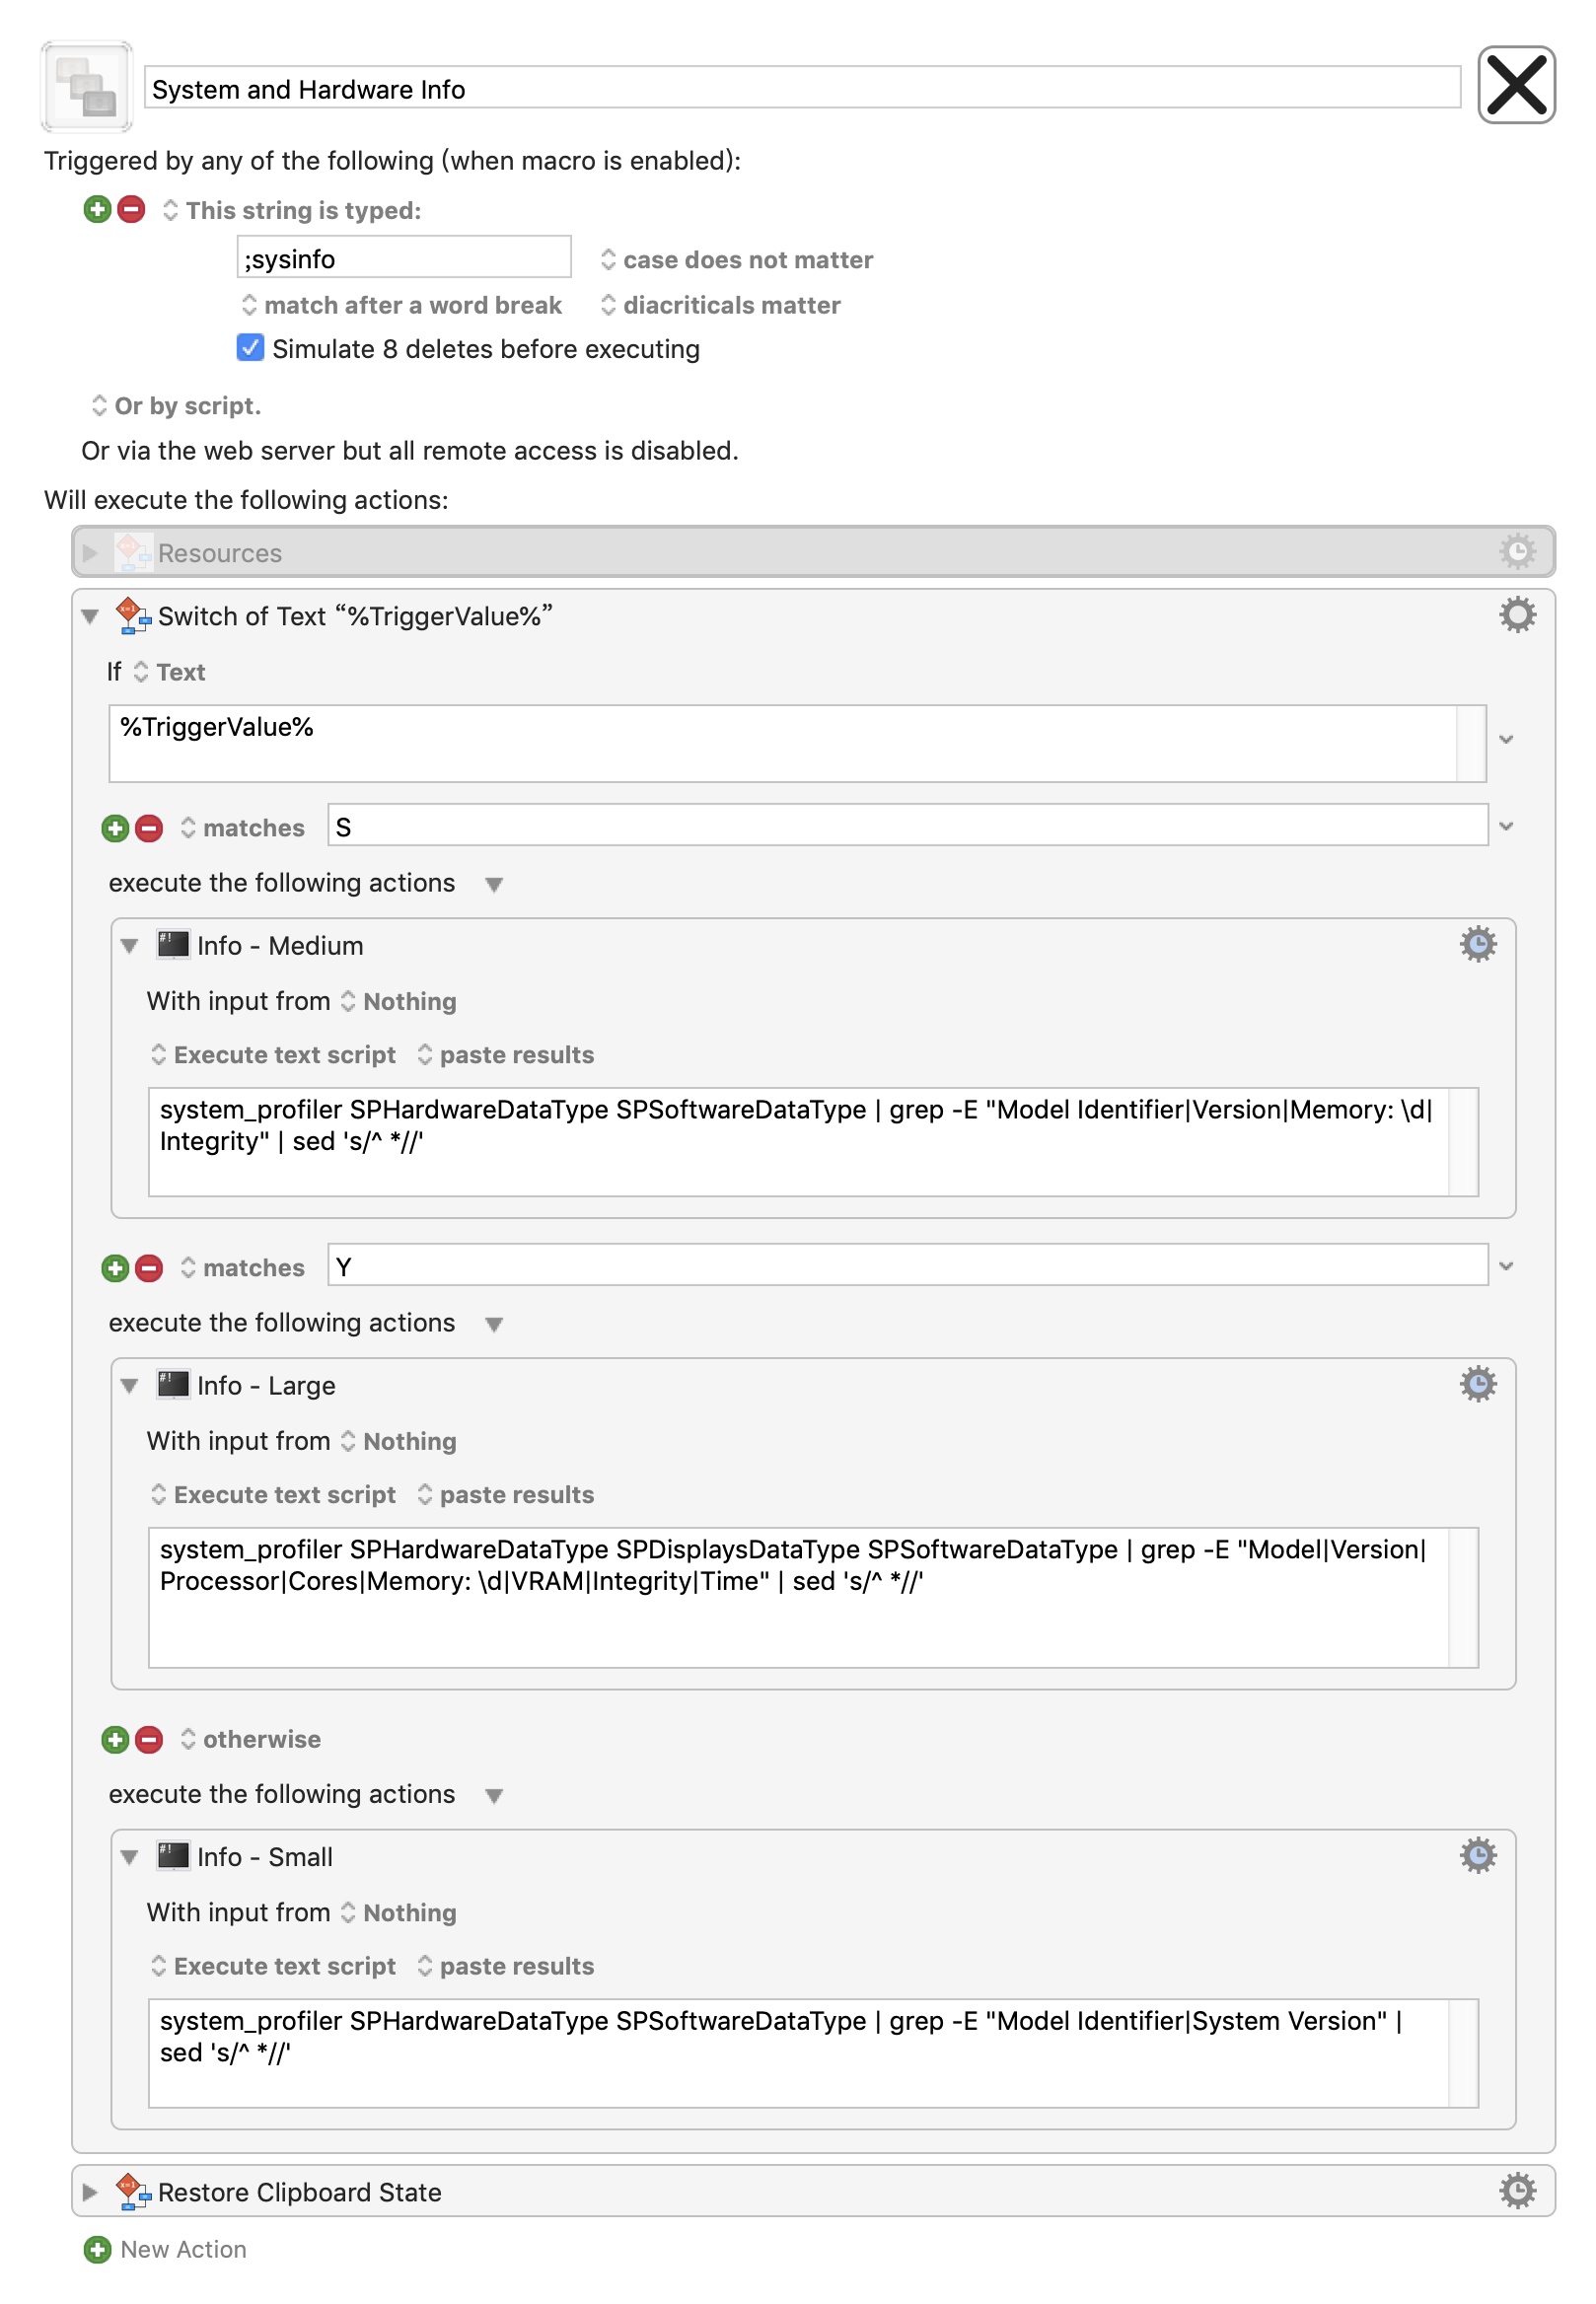 System and Hardware Info
Triggered by any of the following (when macro is enabled):
This string is typed:
;sysinfo
case does not matter
match after a word break
diacriticals matter
Simulate 8 deletes before executing
Or by script.
Or via the web server but all remote access is disabled.
Will execute the following actions:
Resources
Switch of Text “%TriggerValue%”
If Text
%TriggerValue%
matches S
execute the following actions
Info - Medium
With input from Nothing
Execute text script paste results
system_profiler SPHardwareDataType SPSoftwareDataType | grep -E "Model Identifier|Version|Memory: \d|
Integrity" | sed 's/^ *//'
matches Y
execute the following actions
Info - Large
With input from Nothing
Execute text script paste results
system_profiler SPHardwareDataType SPDisplaysDataType SPSoftwareDataType | grep -E "Model|Version|
Processor|Cores|Memory: \d|VRAM|Integrity|Time" | sed 's/^ *//'
otherwise
execute the following actions
Info - Small
With input from Nothing
Execute text script paste results
system_profiler SPHardwareDataType SPSoftwareDataType | grep -E "Model Identifier|System Version" |
sed 's/^ *//'
Restore Clipboard State
New Action